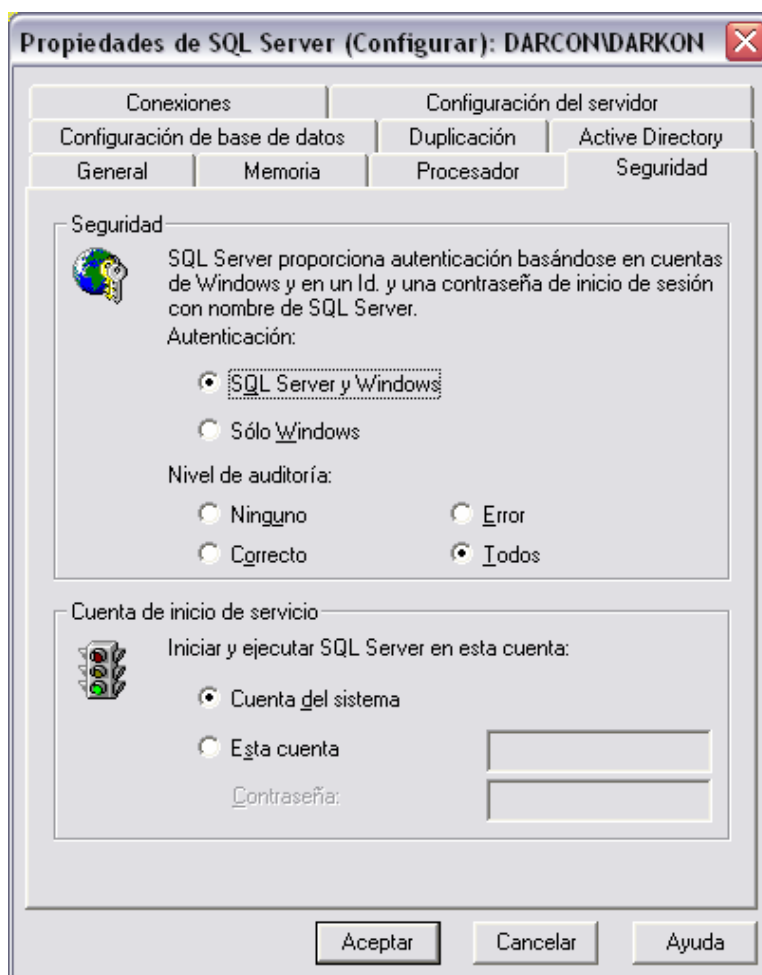 Propiedades de SQL Server (Configurar): DARCON\DARKON
Conexiones
Configuración del servidor
Configuración de base de datos
Duplicación
Active Directory
General
Memoria
Procesador
Seguridad
Seguridad
SQL Server proporciona autenticación basándose en cuentas
de Windows y en un Id. y una contraseña de inicio de sesión
con nombre de SQL Server.
Autenticación:
SQL Server y Windows
Sólo Windows
Nivel de auditoría:
Ninguno
Error
Correcto
Todos
Cuenta de inicio de servicio
Iniciar y ejecutar SQL Server en esta cuenta:
Cuenta del sistema
Esta cuenta
Contraseña:
Aceptar
Cancelar
Ayuda